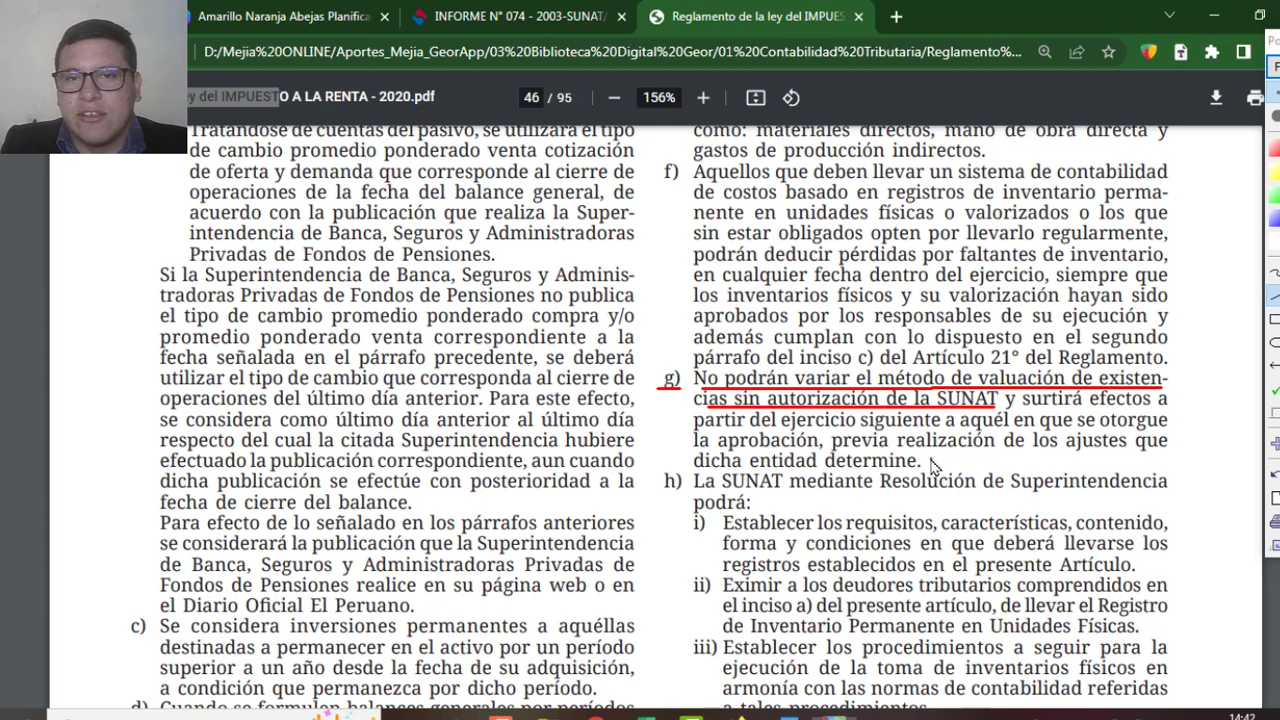 Amarillo Naranja Abejas Planifica
INFORME N° 074 - 2003-SUNAT/
Reglamento de la ley del IMPUES
D:/Mejia%20ONLINE/Aportes_Mejia_GeorApp/03%20Biblioteca%20Digital%20Geor/01%20Contabilidad%20Tributaria/Reglamento%...
ey del IMPUESTO A LA RENTA - 2020.pdf
46 / 95
156%
Tratándose de cuentas del pasivo, se utilizará el tipo
de cambio promedio ponderado venta cotización
de oferta y demanda que corresponde al cierre de
operaciones de la fecha del balance general, de
acuerdo con la publicación que realiza la Super-
intendencia de Banca, Seguros y Administradoras
Privadas de Fondos de Pensiones.
Si la Superintendencia de Banca, Seguros y Adminis-
tradoras Privadas de Fondos de Pensiones no publica
el tipo de cambio promedio ponderado compra y/o
promedio ponderado venta correspondiente a la
fecha señalada en el párrafo precedente, se deberá
utilizar el tipo de cambio que corresponda al cierre de
operaciones del último día anterior. Para este efecto,
se considera como último día anterior al último día
respecto del cual la citada Superintendencia hubiere
efectuado la publicación correspondiente, aun cuando
dicha publicación se efectúe con posterioridad a la
fecha de cierre del balance.
Para efecto de lo señalado en los párrafos anteriores
se considerará la publicación que la Superintendencia
de Banca, Seguros y Administradoras Privadas de
Fondos de Pensiones realice en su página web o en
el Diario Oficial El Peruano.
c) Se considera inversiones permanentes a aquéllas
destinadas a permanecer en el activo por un período
superior a un año desde la fecha de su adquisición,
a condición que permanezca por dicho período.
d) Cuando se formulen balances generales por períodos
como: materiales directos, mano de obra directa y
gastos de producción indirectos.
f) Aquellos que deben llevar un sistema de contabilidad
de costos basado en registros de inventario perma-
nente en unidades físicas o valorizados o los que
sin estar obligados opten por llevarlo regularmente,
podrán deducir pérdidas por faltantes de inventario,
en cualquier fecha dentro del ejercicio, siempre que
los inventarios físicos y su valorización hayan sido
aprobados por los responsables de su ejecución y
además cumplan con lo dispuesto en el segundo
párrafo del inciso c) del Artículo 21° del Reglamento.
g) No podrán variar el método de valuación de existen-
cias sin autorización de la SUNAT y surtirá efectos a
partir del ejercicio siguiente a aquél en que se otorgue
la aprobación, previa realización de los ajustes que
dicha entidad determine.
h) La SUNAT mediante Resolución de Superintendencia
podrá:
i) Establecer los requisitos, características, contenido,
forma y condiciones en que deberá llevarse los
registros establecidos en el presente Artículo.
ii) Eximir a los deudores tributarios comprendidos en
el inciso a) del presente artículo, de llevar el Registro
de Inventario Permanente en Unidades Físicas.
iii) Establecer los procedimientos a seguir para la
ejecución de la toma de inventarios físicos en
armonía con las normas de contabilidad referidas
a tales procedimientos.
14:42